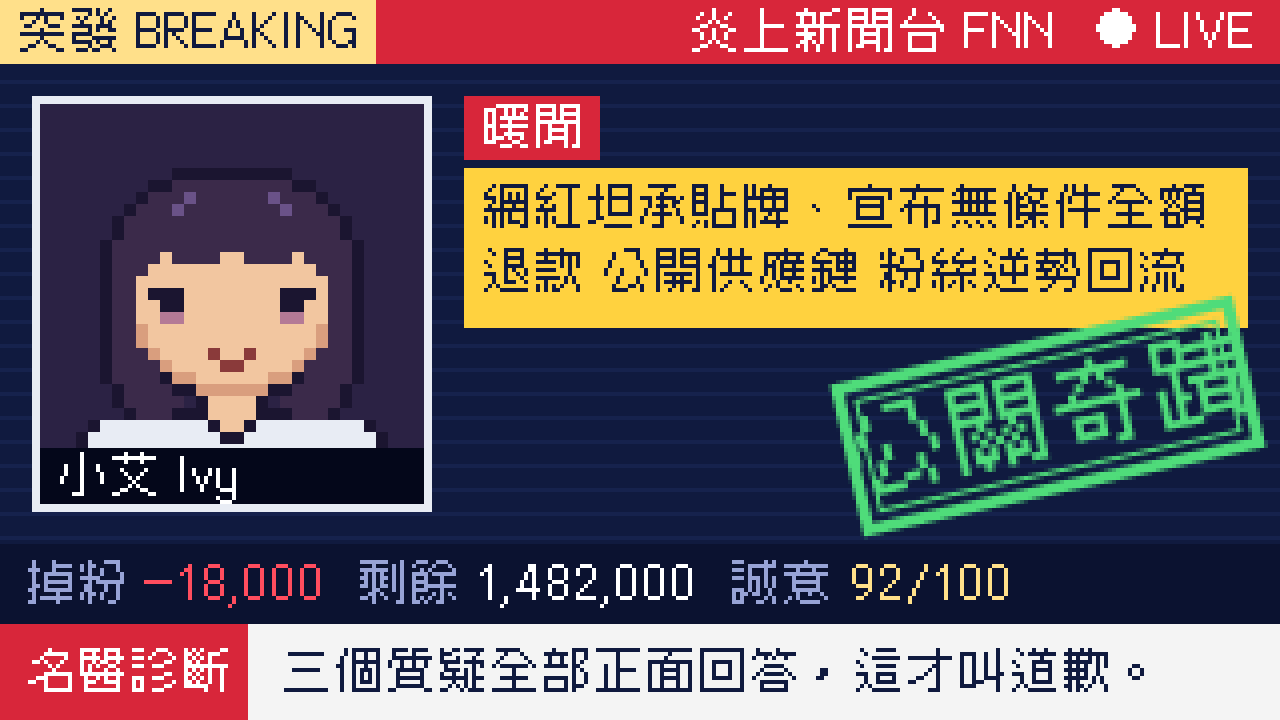 突發 BREAKING
炎上新聞台 FNN ● LIVE
暖聞
網紅坦承貼牌、宣布無條件全額
退款 公開供應鏈 粉絲逆勢回流
公關奇蹟
小艾 Ivy
掉粉 −18,000 剩餘 1,482,000 誠意 92/100
名醫診斷 三個質疑全部正面回答，這才叫道歉。